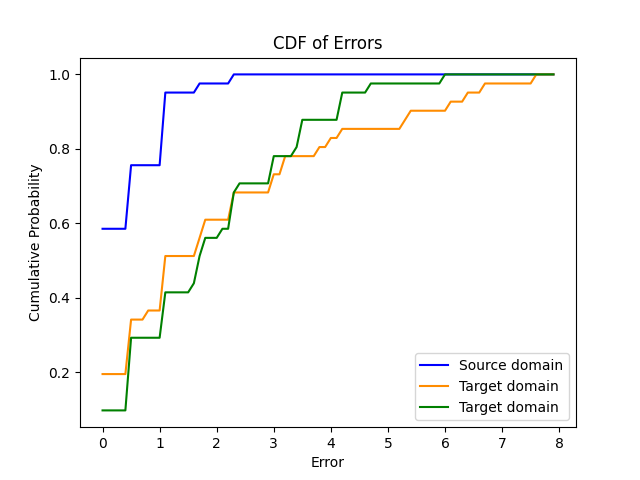 CDF of Errors
Cumulative Probability
1.0
0.8
0.6
0.4
0.2
0 1 2 3 4 5 6 7 8
Error
Source domain
Target domain
Target domain